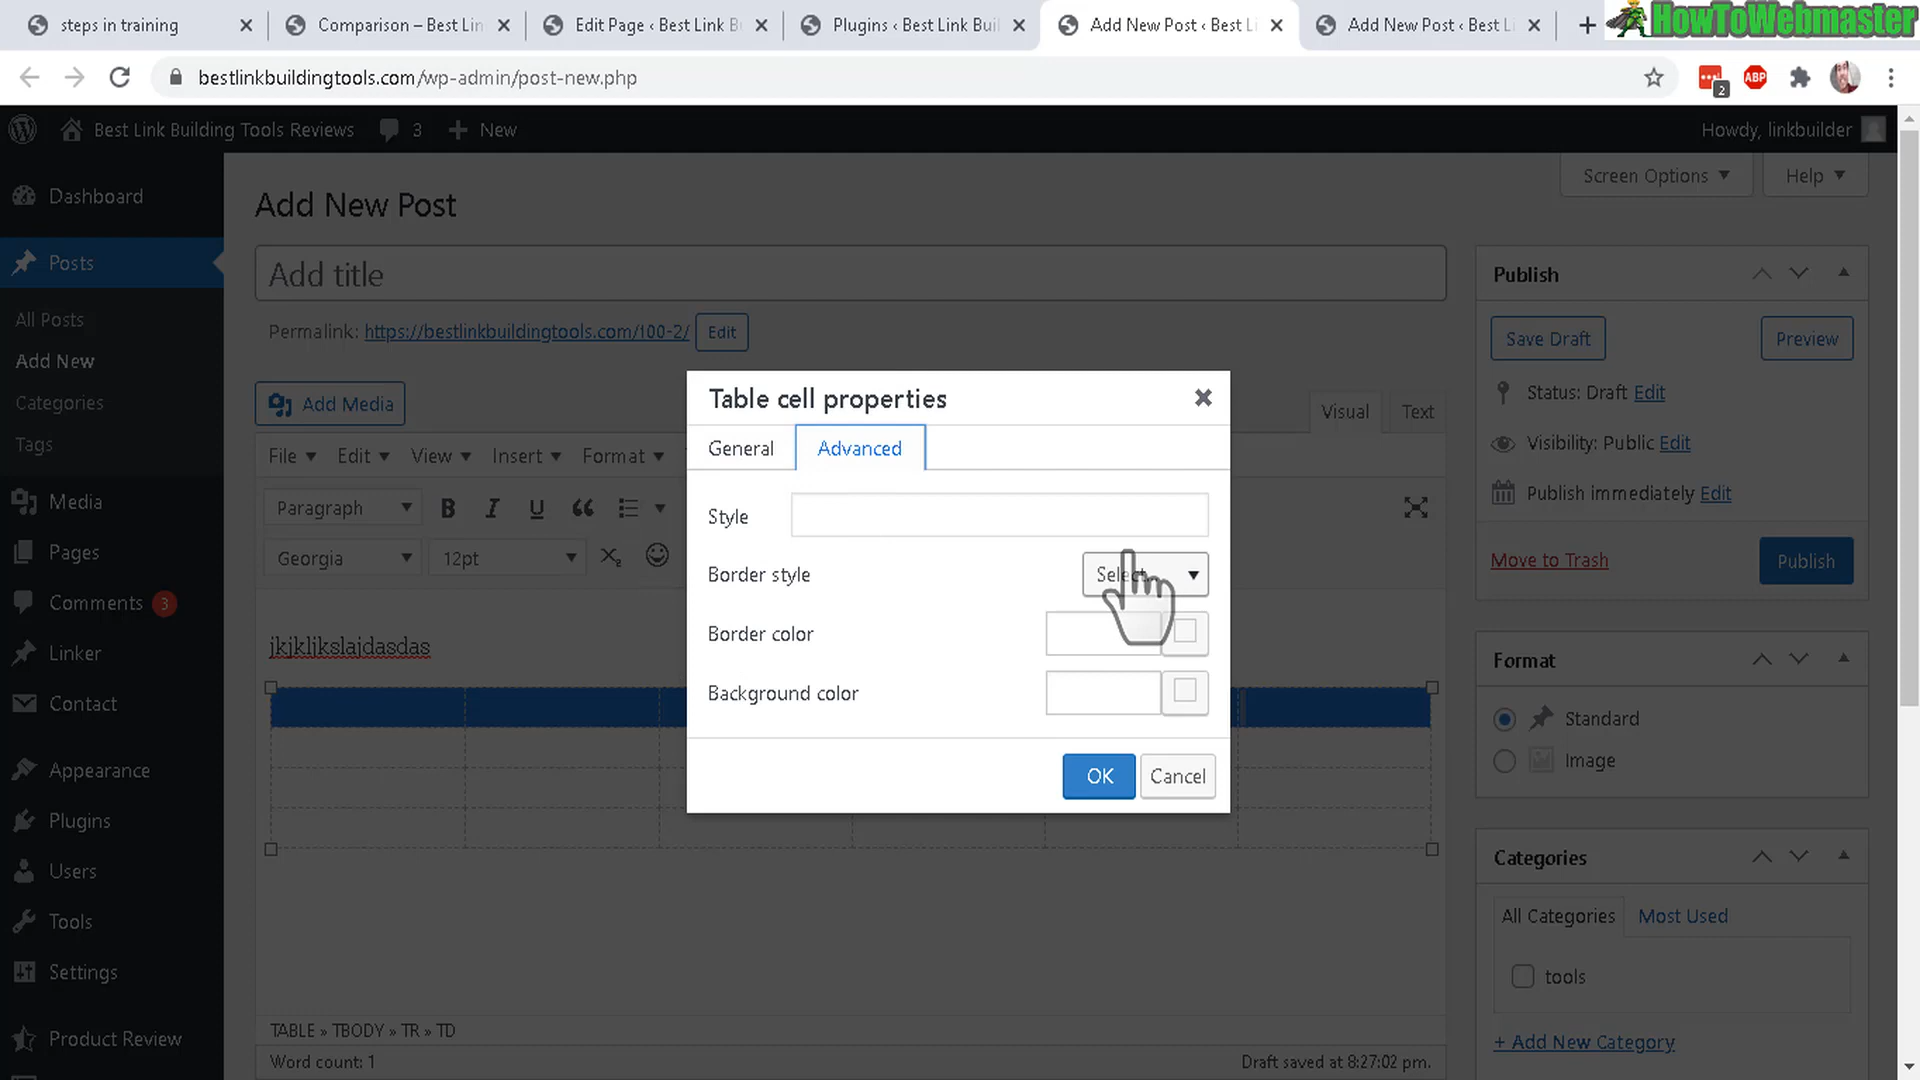 steps in training
Comparison – Best Lin
Edit Page ‹ Best Link B
Plugins ‹ Best Link Buil
Add New Post ‹ Best L
Add New Post ‹ Best L
HowToWebmaster
bestlinkbuildingtools.com/wp-admin/post-new.php
2
ABP
Best Link Building Tools Reviews
3
New
Howdy, linkbuilder
Dashboard
Posts
All Posts
Add New
Categories
Tags
Media
Pages
Comments 3
Linker
Contact
Appearance
Plugins
Users
Tools
Settings
Product Review
Screen Options
Help
Add New Post
Add title
Permalink: https://bestlinkbuildingtools.com/100-2/ Edit
Add Media
Visual
Text
File
Edit
View
Insert
Format
Paragraph
B I U
Georgia
12pt
jkjkljkslajdasdas
Table cell properties
General
Advanced
Style
Border style
Select...
Border color
Background color
OK
Cancel
TABLE » TBODY » TR » TD
Word count: 1
Draft saved at 8:27:02 pm.
Publish
Save Draft
Preview
Status: Draft Edit
Visibility: Public Edit
Publish immediately Edit
Move to Trash
Publish
Format
Standard
Image
Categories
All Categories
Most Used
tools
+ Add New Category